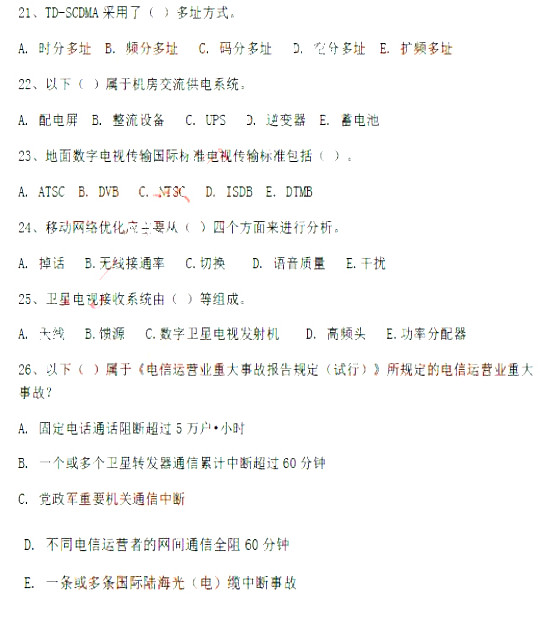 21、TD-SCDMA 采用了（ ）多址方式。
A. 时分多址 B. 频分多址 C. 码分多址 D. 空分多址 E. 扩频多址
22、以下（ ）属于机房交流供电系统。
A. 配电屏 B. 整流设备 C. UPS D. 逆变器 E. 蓄电池
23、地面数字电视传输国际标准电视传输标准包括（ ）。
A. ATSC B. DVB C. NTSC D. ISDB E. DTMB
24、移动网络优化应主要从（ ）四个方面来进行分析。
A. 掉话 B.无线接通率 C.切换 D. 语音质量 E.干扰
25、卫星电视接收系统由（ ）等组成。
A. 天线 B.馈源 C.数字卫星电视发射机 D. 高频头 E.功率分配器
26、以下（ ）属于《电信运营业重大事故报告规定（试行）》所规定的电信运营业重大
事故？
A. 固定电话通话阻断超过 5 万户•小时
B. 一个或多个卫星转发器通信累计中断超过 60 分钟
C. 党政军重要机关通信中断
D. 不同电信运营者的网间通信全阻 60 分钟
E. 一条或多条国际陆海光（电）缆中断事故